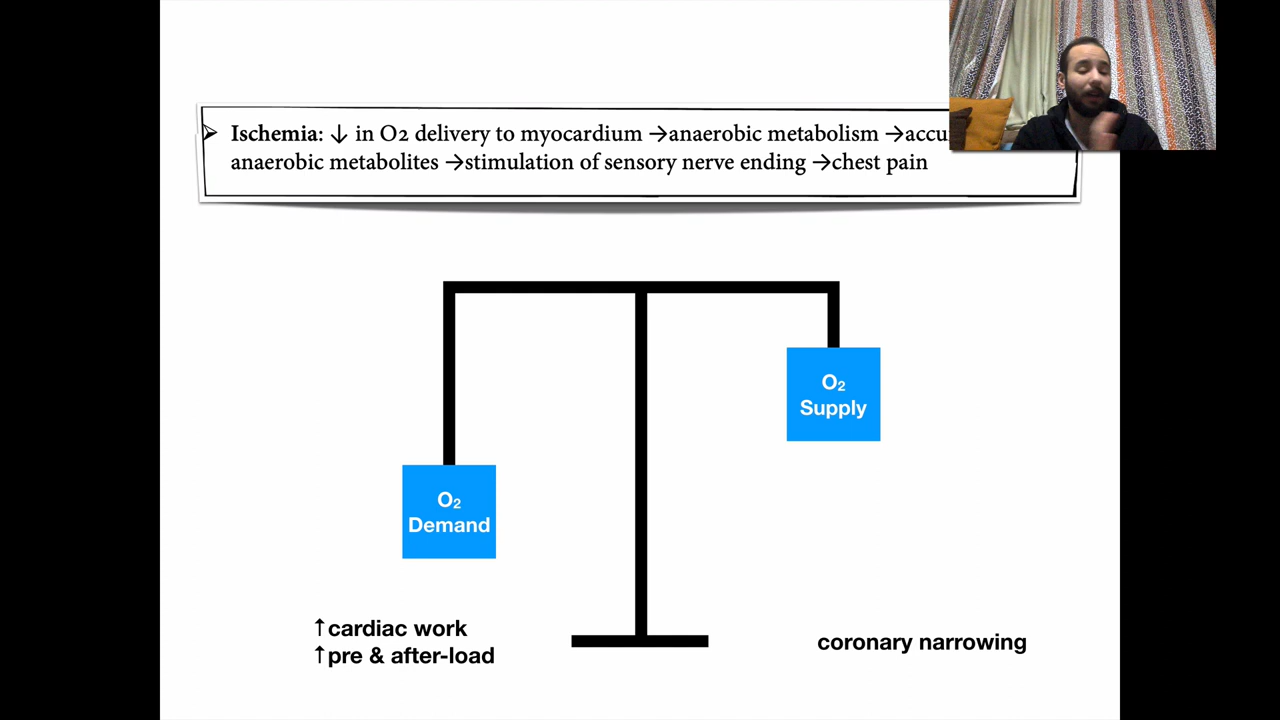 ➢ Ischemia: ↓ in O2 delivery to myocardium →anaerobic metabolism →
anaerobic metabolites →stimulation of sensory nerve ending →chest pain
O₂
Supply
O₂
Demand
↑cardiac work
↑pre & after-load
coronary narrowing